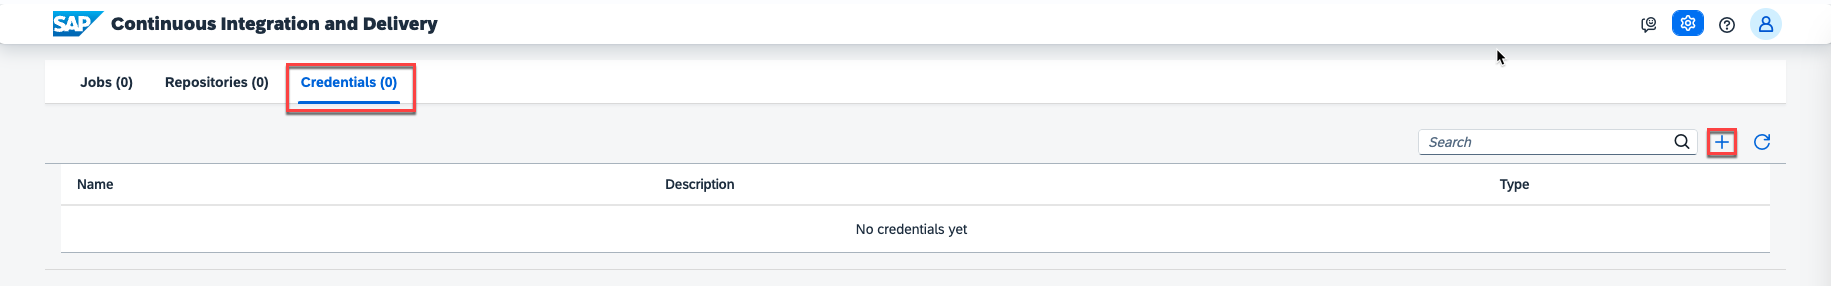 SAP Continuous Integration and Delivery
Jobs (0) Repositories (0) Credentials (0)
Search
Name Description Type
No credentials yet